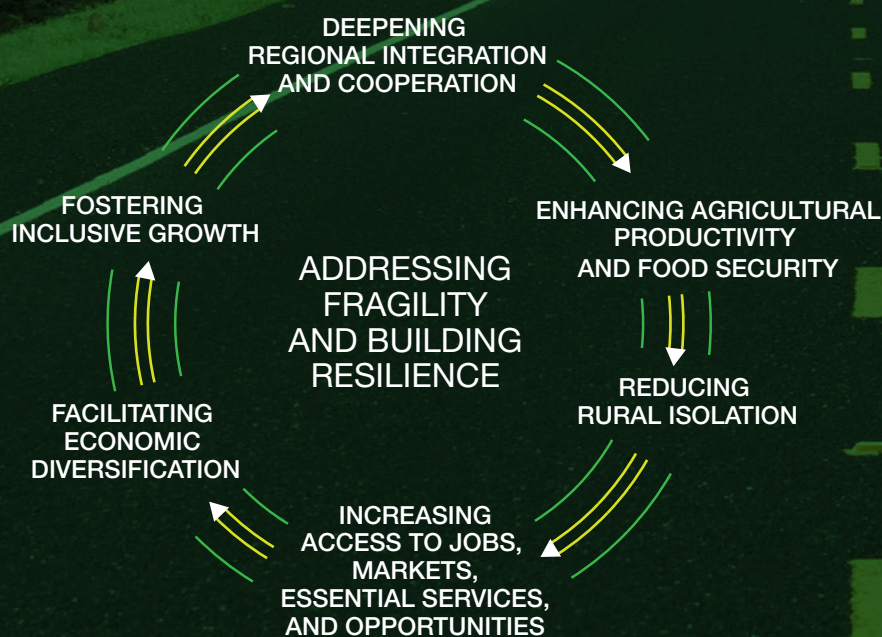 DEEPENING
REGIONAL INTEGRATION
AND COOPERATION
ENHANCING AGRICULTURAL
PRODUCTIVITY
AND FOOD SECURITY
REDUCING
RURAL ISOLATION
INCREASING
ACCESS TO JOBS,
MARKETS,
ESSENTIAL SERVICES,
AND OPPORTUNITIES
FACILITATING
ECONOMIC
DIVERSIFICATION
FOSTERING
INCLUSIVE GROWTH
ADDRESSING
FRAGILITY
AND BUILDING
RESILIENCE